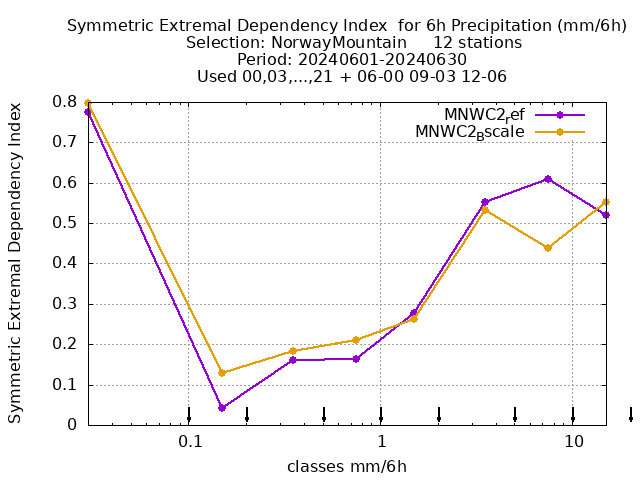 Symmetric Extremal Dependency Index  for 6h Precipitation (mm/6h)
Selection: NorwayMountain     12 stations
Period: 20240601-20240630
Used 00,03,...,21 + 06-00 09-03 12-06
MNWC2_ref
MNWC2_Bscale
Symmetric Extremal Dependency Index
0.8
0.7
0.6
0.5
0.4
0.3
0.2
0.1
0
0.1 1 10
classes mm/6h